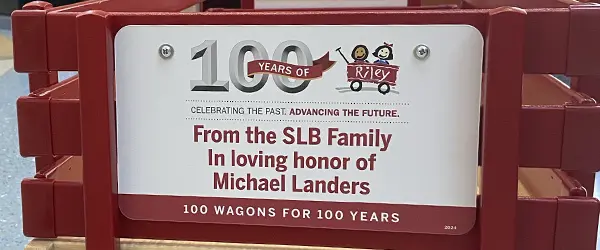 100
YEARS OF
Riley
CELEBRATING THE PAST. ADVANCING THE FUTURE.
From the SLB Family
In loving honor of
Michael Landers
100 WAGONS FOR 100 YEARS
2024